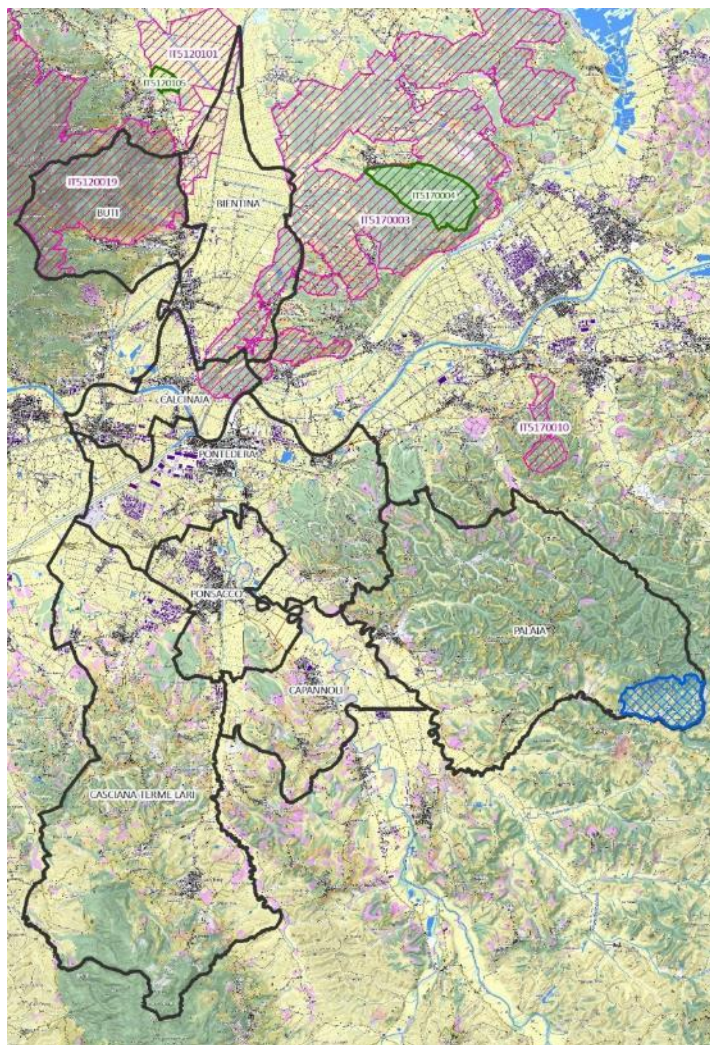 IT5120101
IT5120105
IT5120019
BUTI
BIENTINA
IT5170004
IT5170003
CALCINAIA
IT5170010
PONTEDERA
PONSACCO
PALAIA
CAPANNOLI
CASCIANA TERME LARI